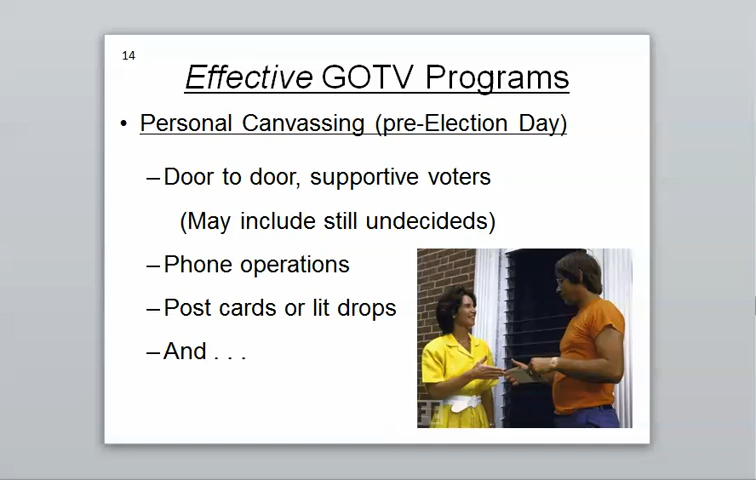 14
Effective GOTV Programs
• Personal Canvassing (pre-Election Day)
–Door to door, supportive voters
(May include still undecideds)
–Phone operations
–Post cards or lit drops
–And . . .